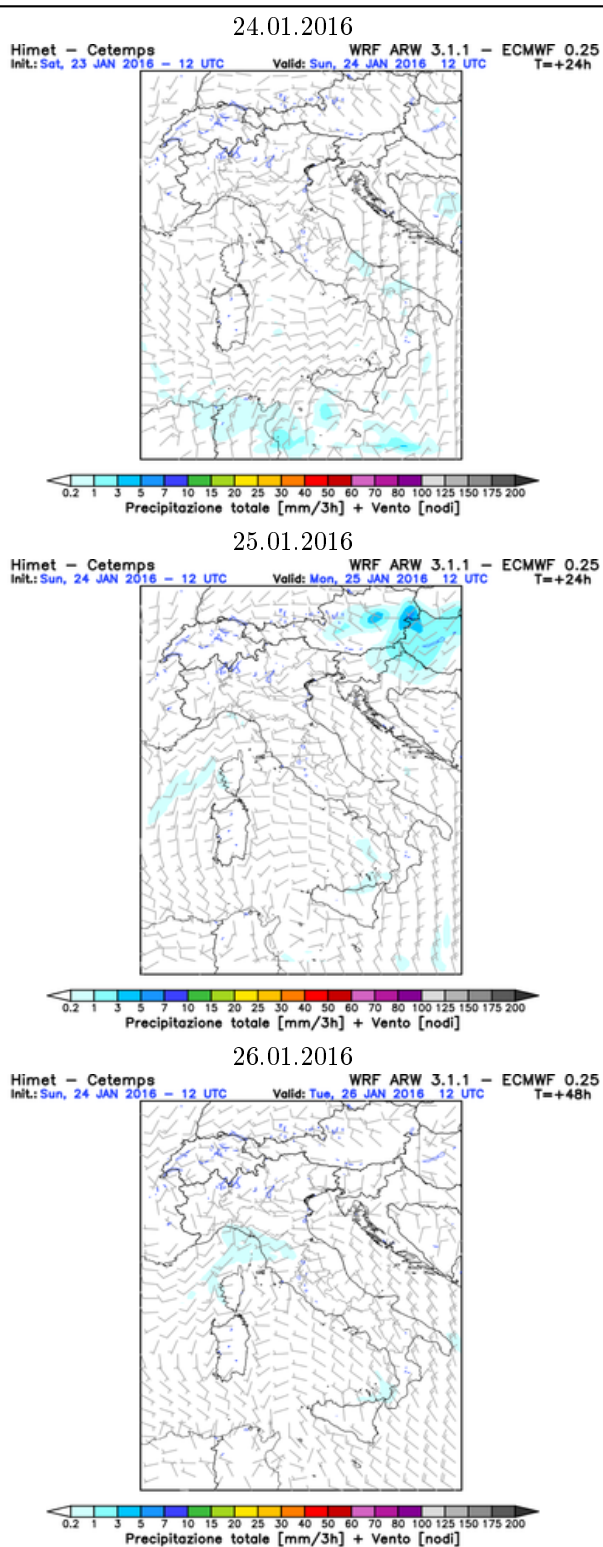 24.01.2016
Himet – Cetemps WRF ARW 3.1.1 – ECMWF 0.25
Init.: Sat, 23 JAN 2016 – 12 UTC Valid: Sun, 24 JAN 2016 12 UTC T=+24h
0.2 1 3 5 7 10 15 20 25 30 40 50 60 70 80 100 125 150 175 200
Precipitazione totale [mm/3h] + Vento [nodi]
25.01.2016
Himet – Cetemps WRF ARW 3.1.1 – ECMWF 0.25
Init.: Sun, 24 JAN 2016 – 12 UTC Valid: Mon, 25 JAN 2016 12 UTC T=+24h
0.2 1 3 5 7 10 15 20 25 30 40 50 60 70 80 100 125 150 175 200
Precipitazione totale [mm/3h] + Vento [nodi]
26.01.2016
Himet – Cetemps WRF ARW 3.1.1 – ECMWF 0.25
Init.: Sun, 24 JAN 2016 – 12 UTC Valid: Tue, 26 JAN 2016 12 UTC T=+48h
0.2 1 3 5 7 10 15 20 25 30 40 50 60 70 80 100 125 150 175 200
Precipitazione totale [mm/3h] + Vento [nodi]